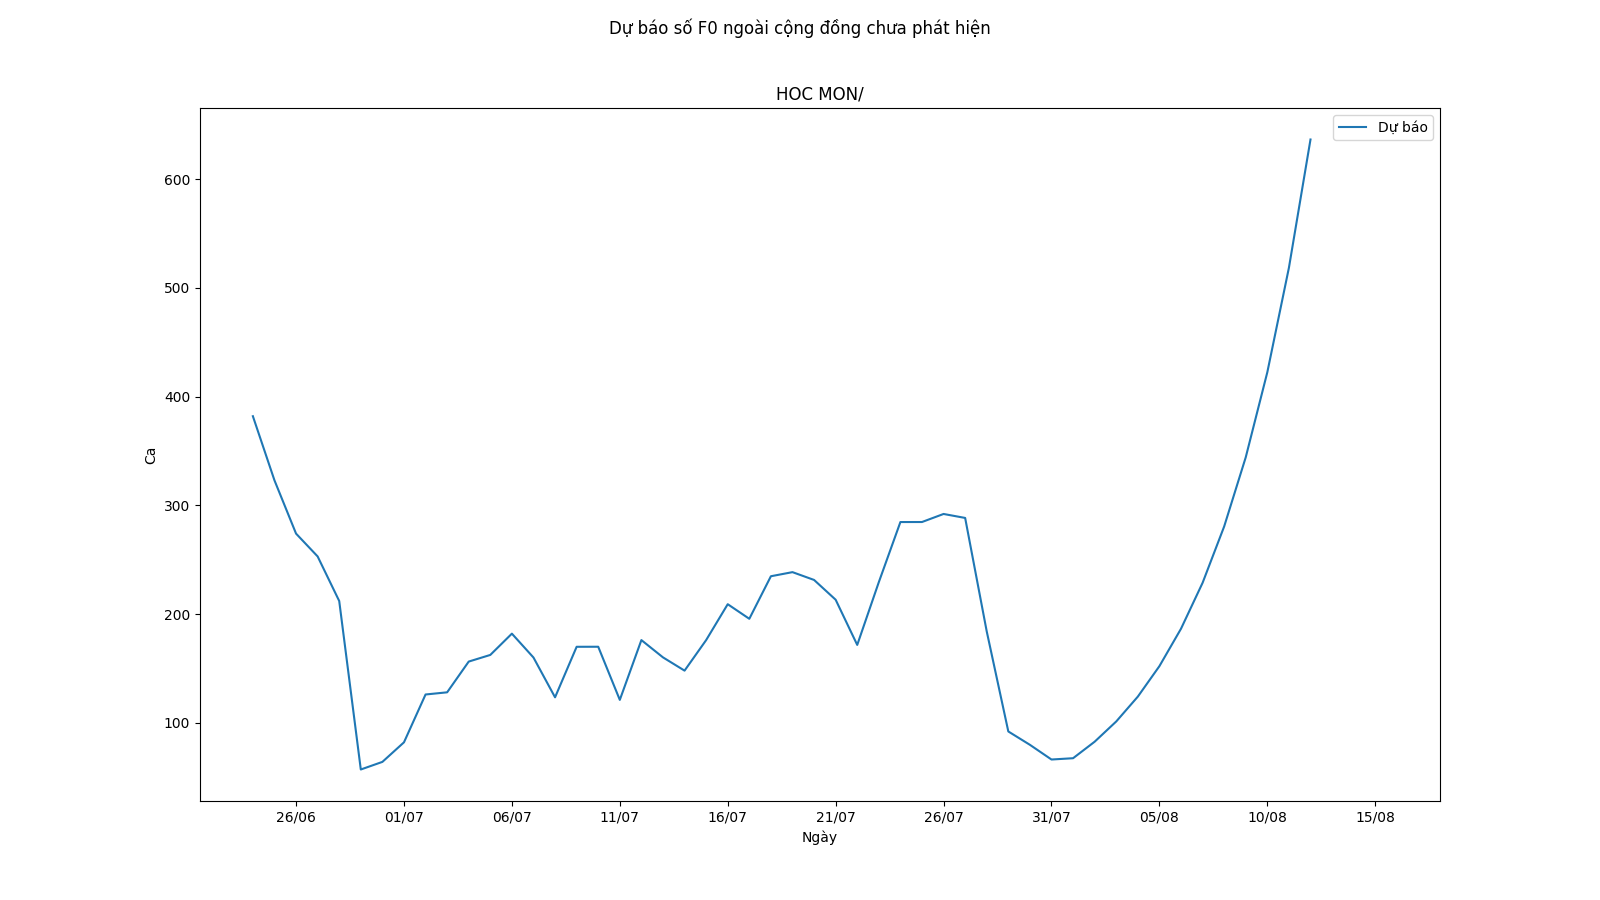 Dự báo số F0 ngoài cộng đồng chưa phát hiện
HOC MON/
Dự báo
600
500
400
300
200
100
Ca
26/06 01/07 06/07 11/07 16/07 21/07 26/07 31/07 05/08 10/08 15/08
Ngày